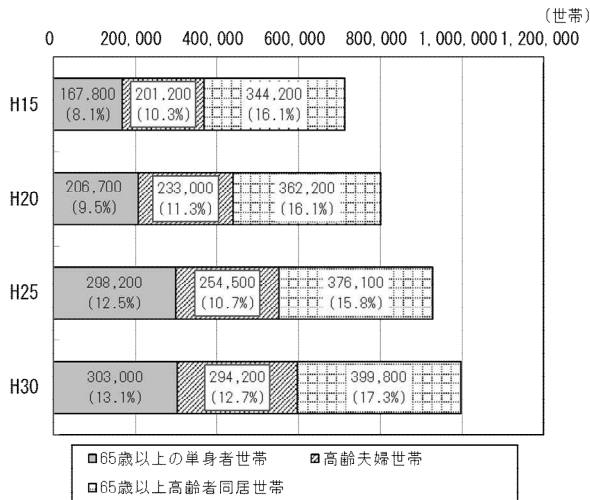 (世帯)
0 200,000 400,000 600,000 800,000 1,000,000 1,200,000
H15
167,800 201,200 344,200
(8.1%) (10.3%) (16.1%)
H20
206,700 233,000 362,200
(9.5%) (11.3%) (16.1%)
H25
298,200 254,500 376,100
(12.5%) (10.7%) (15.8%)
H30
303,000 294,200 399,800
(13.1%) (12.7%) (17.3%)
65歳以上の単身者世帯 高齢夫婦世帯
65歳以上高齢者同居世帯